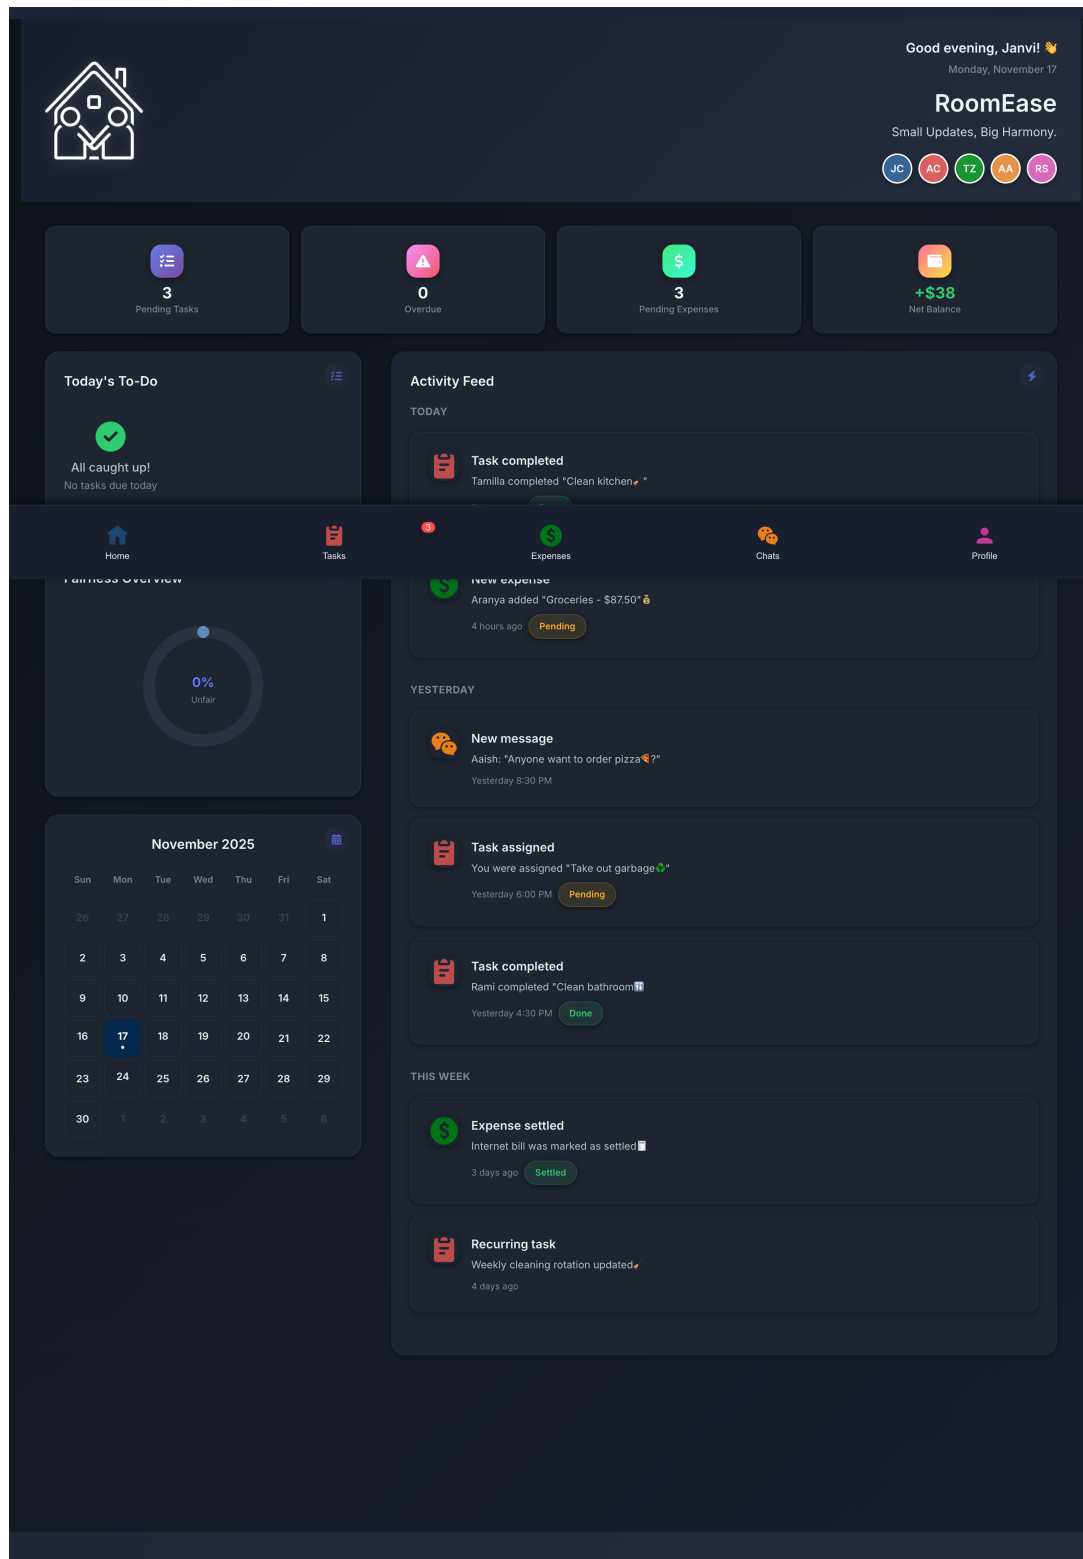 Good evening, Janvi! 👋
Monday, November 17
RoomEase
Small Updates, Big Harmony.
JC AC TZ AA RS
3
Pending Tasks
0
Overdue
3
Pending Expenses
+$38
Net Balance
Today's To-Do
All caught up!
No tasks due today
Activity Feed
TODAY
Task completed
Tamilla completed "Clean kitchen🧹 "
Home
Tasks
3
Expenses
Chats
Profile
Fairness Overview
0%
Unfair
New expense
Aranya added "Groceries - $87.50"💰
4 hours ago Pending
YESTERDAY
New message
Aaish: "Anyone want to order pizza🍕?"
Yesterday 8:30 PM
Task assigned
You were assigned "Take out garbage♻️"
Yesterday 6:00 PM Pending
Task completed
Rami completed "Clean bathroom🚻
Yesterday 4:30 PM Done
THIS WEEK
Expense settled
Internet bill was marked as settled🧾
3 days ago Settled
Recurring task
Weekly cleaning rotation updated🧹
4 days ago
November 2025
Sun Mon Tue Wed Thu Fri Sat
26 27 28 29 30 31 1
2 3 4 5 6 7 8
9 10 11 12 13 14 15
16 17 18 19 20 21 22
23 24 25 26 27 28 29
30 1 2 3 4 5 6